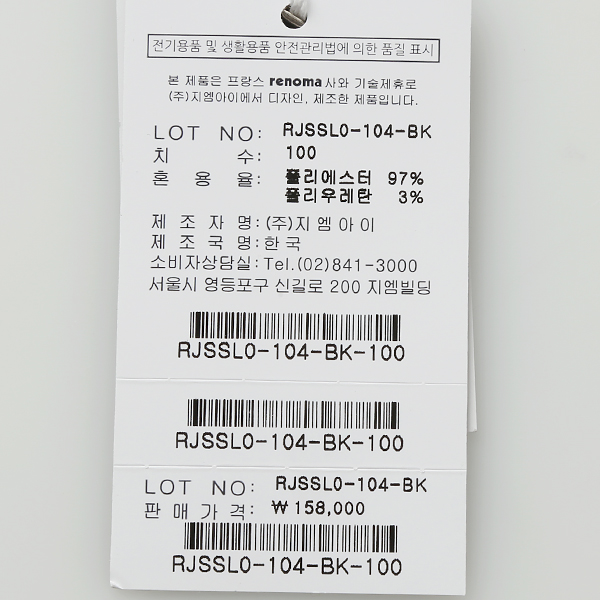 전기용품 및 생활용품 안전관리법에 의한 품질 표시
본 제품은 프랑스 renoma 사와 기술제휴로
(주)지엠아이에서 디자인, 제조한 제품입니다.
LOT NO: RJSSL0-104-BK
치 수: 100
혼 용 율: 폴리에스터 97%
폴리우레탄 3%
제 조 자 명: (주)지 엠 아 이
제 조 국 명: 한 국
소비자상담실: Tel.(02)841-3000
서울시 영등포구 신길로 200 지엠빌딩
RJSSL0-104-BK-100
RJSSL0-104-BK-100
LOT NO: RJSSL0-104-BK
판 매 가 격: ₩158,000
RJSSL0-104-BK-100